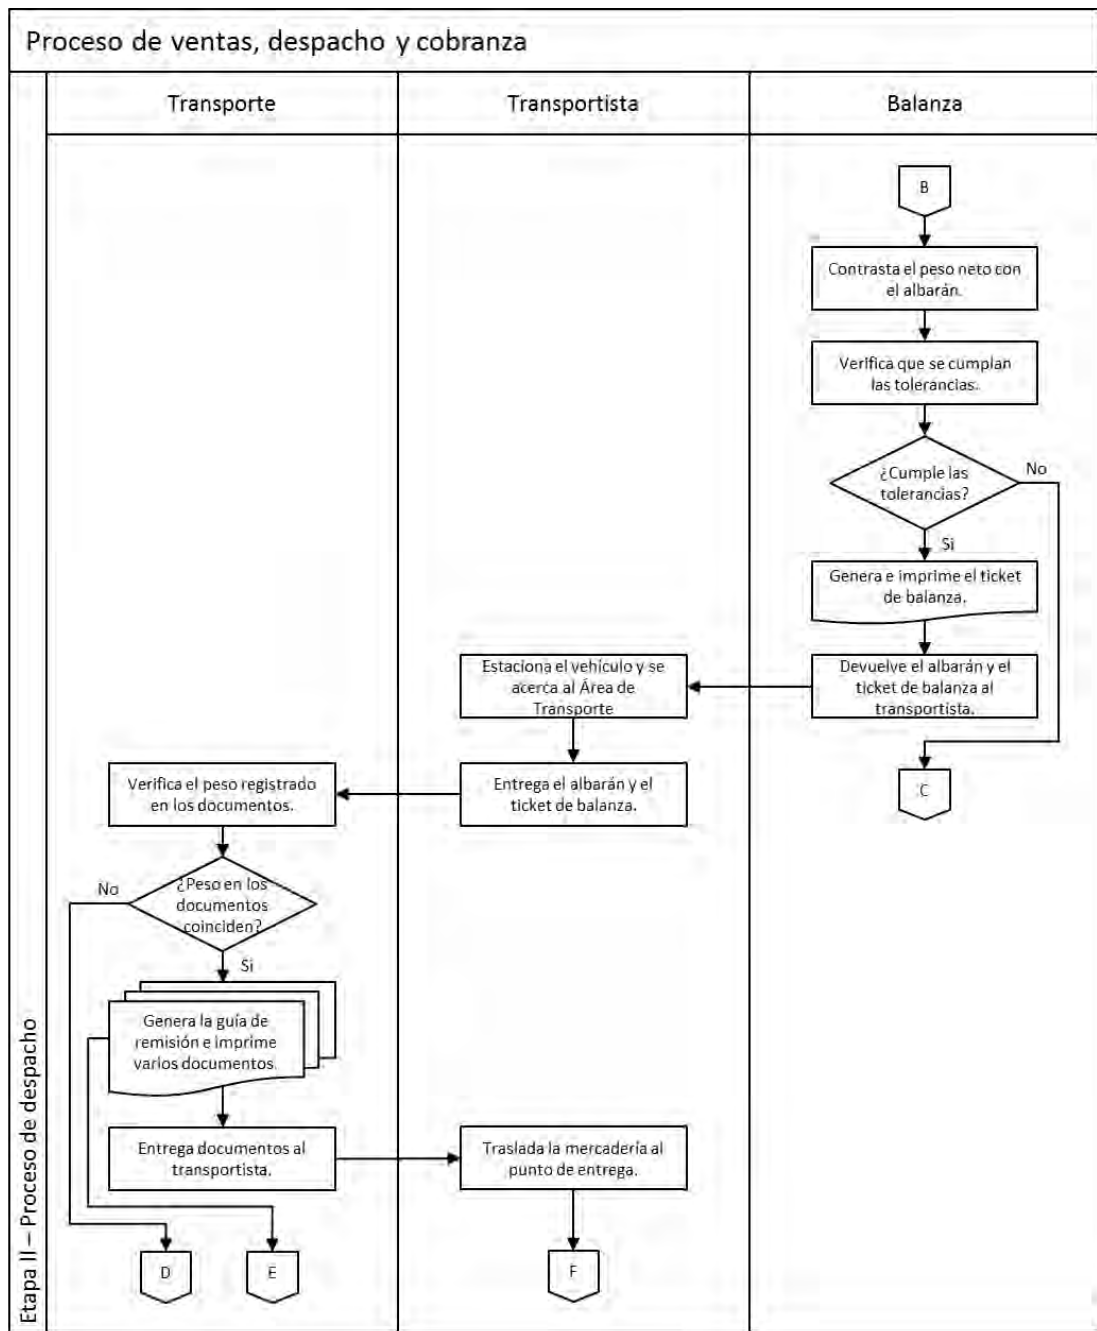 Proceso de ventas, despacho y cobranza
Transporte
Transportista
Balanza
B
Contrasta el peso neto con
el albarán.
Verifica que se cumplan
las tolerancias.
¿Cumple las
tolerancias?
No
Si
Genera e imprime el ticket
de balanza.
Devuelve el albarán y el
ticket de balanza al
transportista.
C
Estaciona el vehículo y se
acerca al Área de
Transporte
Entrega el albarán y el
ticket de balanza.
Verifica el peso registrado
en los documentos.
¿Peso en los
documentos
coinciden?
No
Si
Genera la guía de
remisión e imprime
varios documentos.
Entrega documentos al
transportista.
Traslada la mercadería al
punto de entrega.
D
E
F
Etapa II – Proceso de despacho